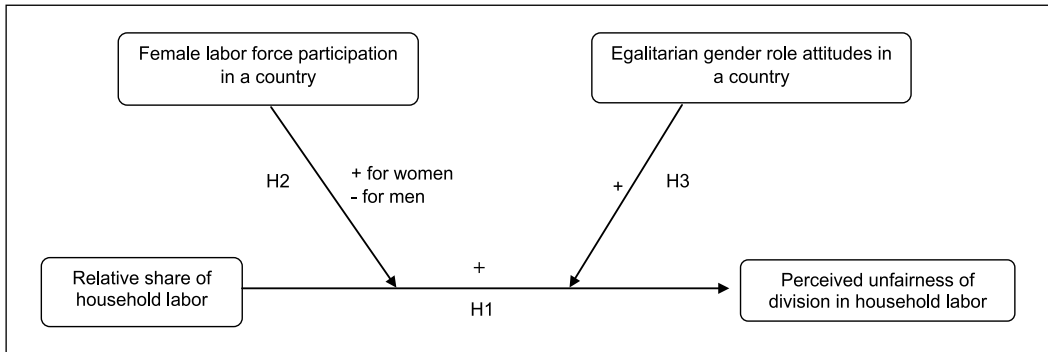 Female labor force participation
in a country
Egalitarian gender role attitudes in
a country
H2
+ for women
- for men
+
H3
Relative share of
household labor
+
H1
Perceived unfairness of
division in household labor